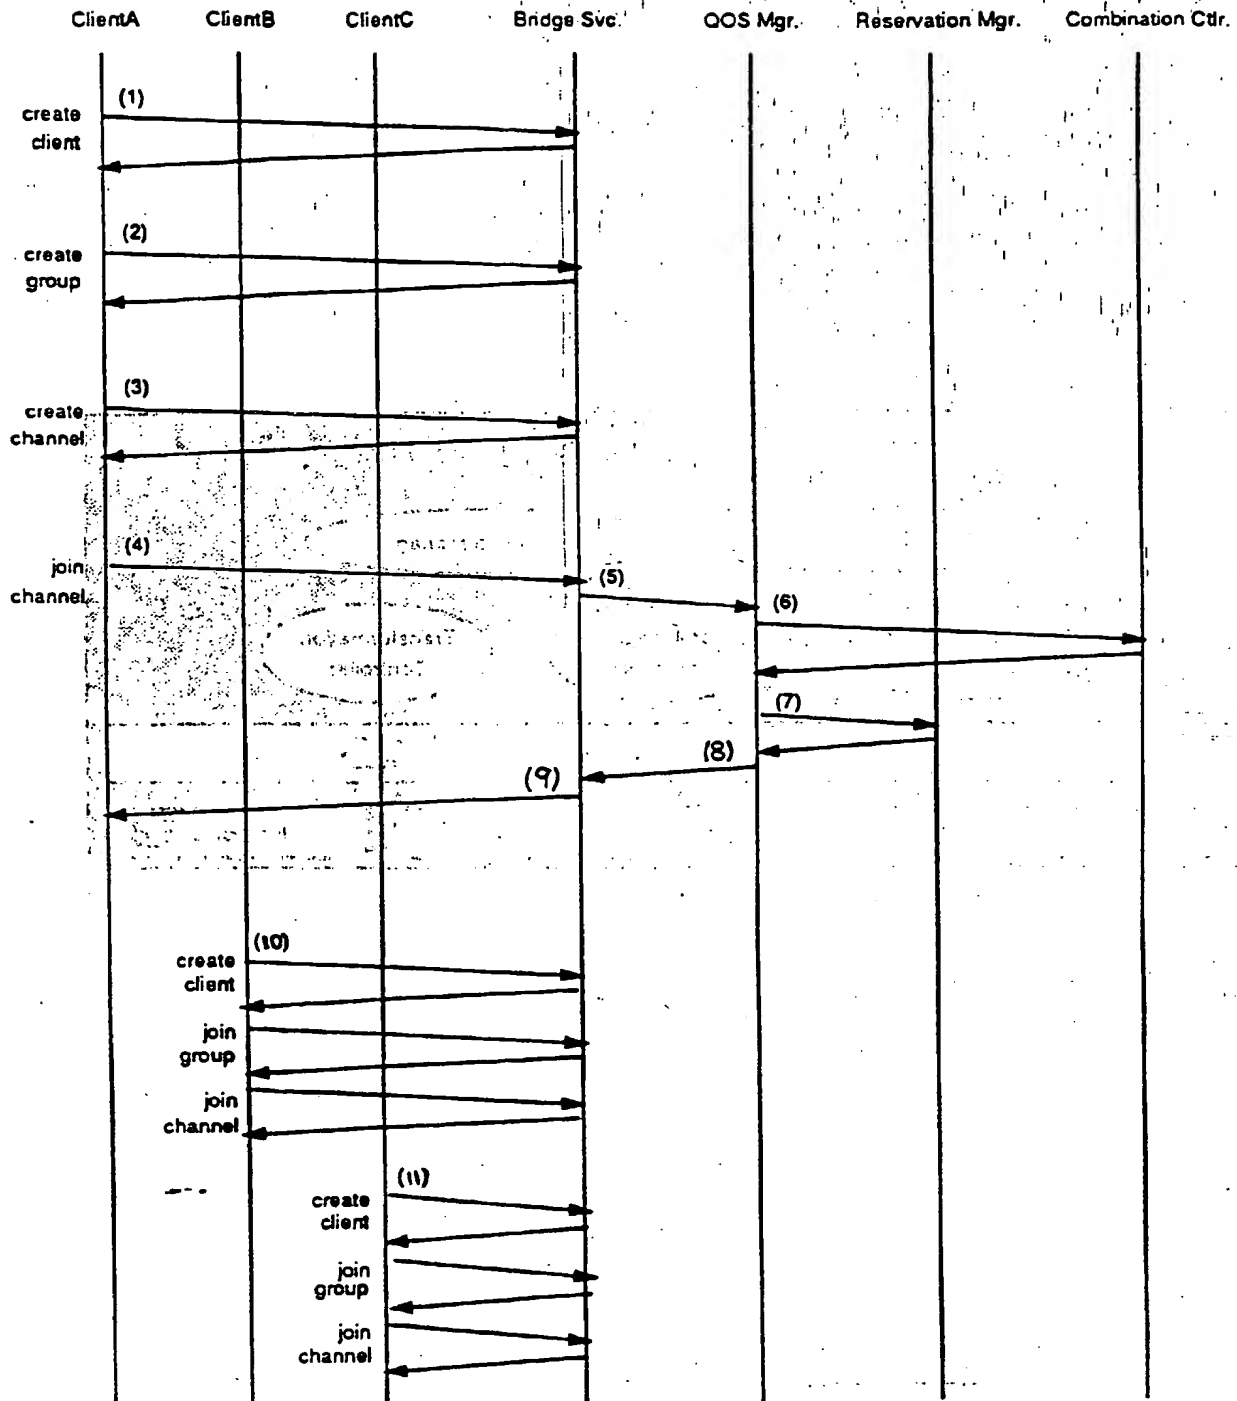 ClientA ClientB ClientC Bridge Svc. QOS Mgr. Reservation Mgr. Combination Ctlr.
(1)
create
client
(2)
create
group
(3)
create
channel
(4)
join
channel
(5)
(6)
(7)
(8)
(9)
(10)
create
client
join
group
join
channel
(11)
create
client
join
group
join
channel